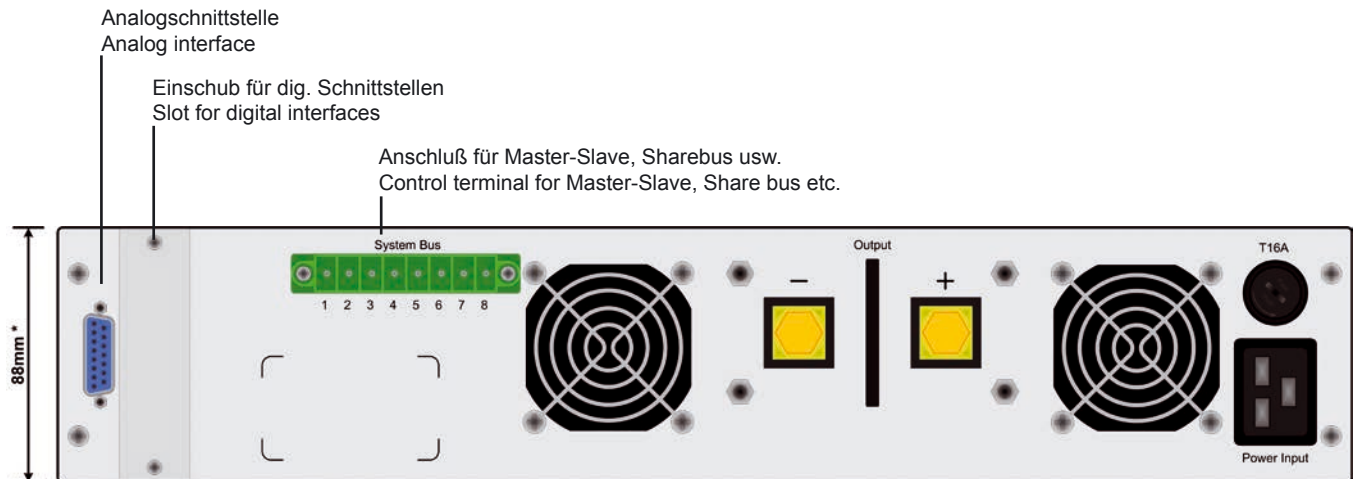 Analogschnittstelle
Analog interface
Einschub für dig. Schnittstellen
Slot for digital interfaces
Anschluß für Master-Slave, Sharebus usw.
Control terminal for Master-Slave, Share bus etc.
System Bus
Output
T16A
1 2 3 4 5 6 7 8
− +
88mm*
Power Input